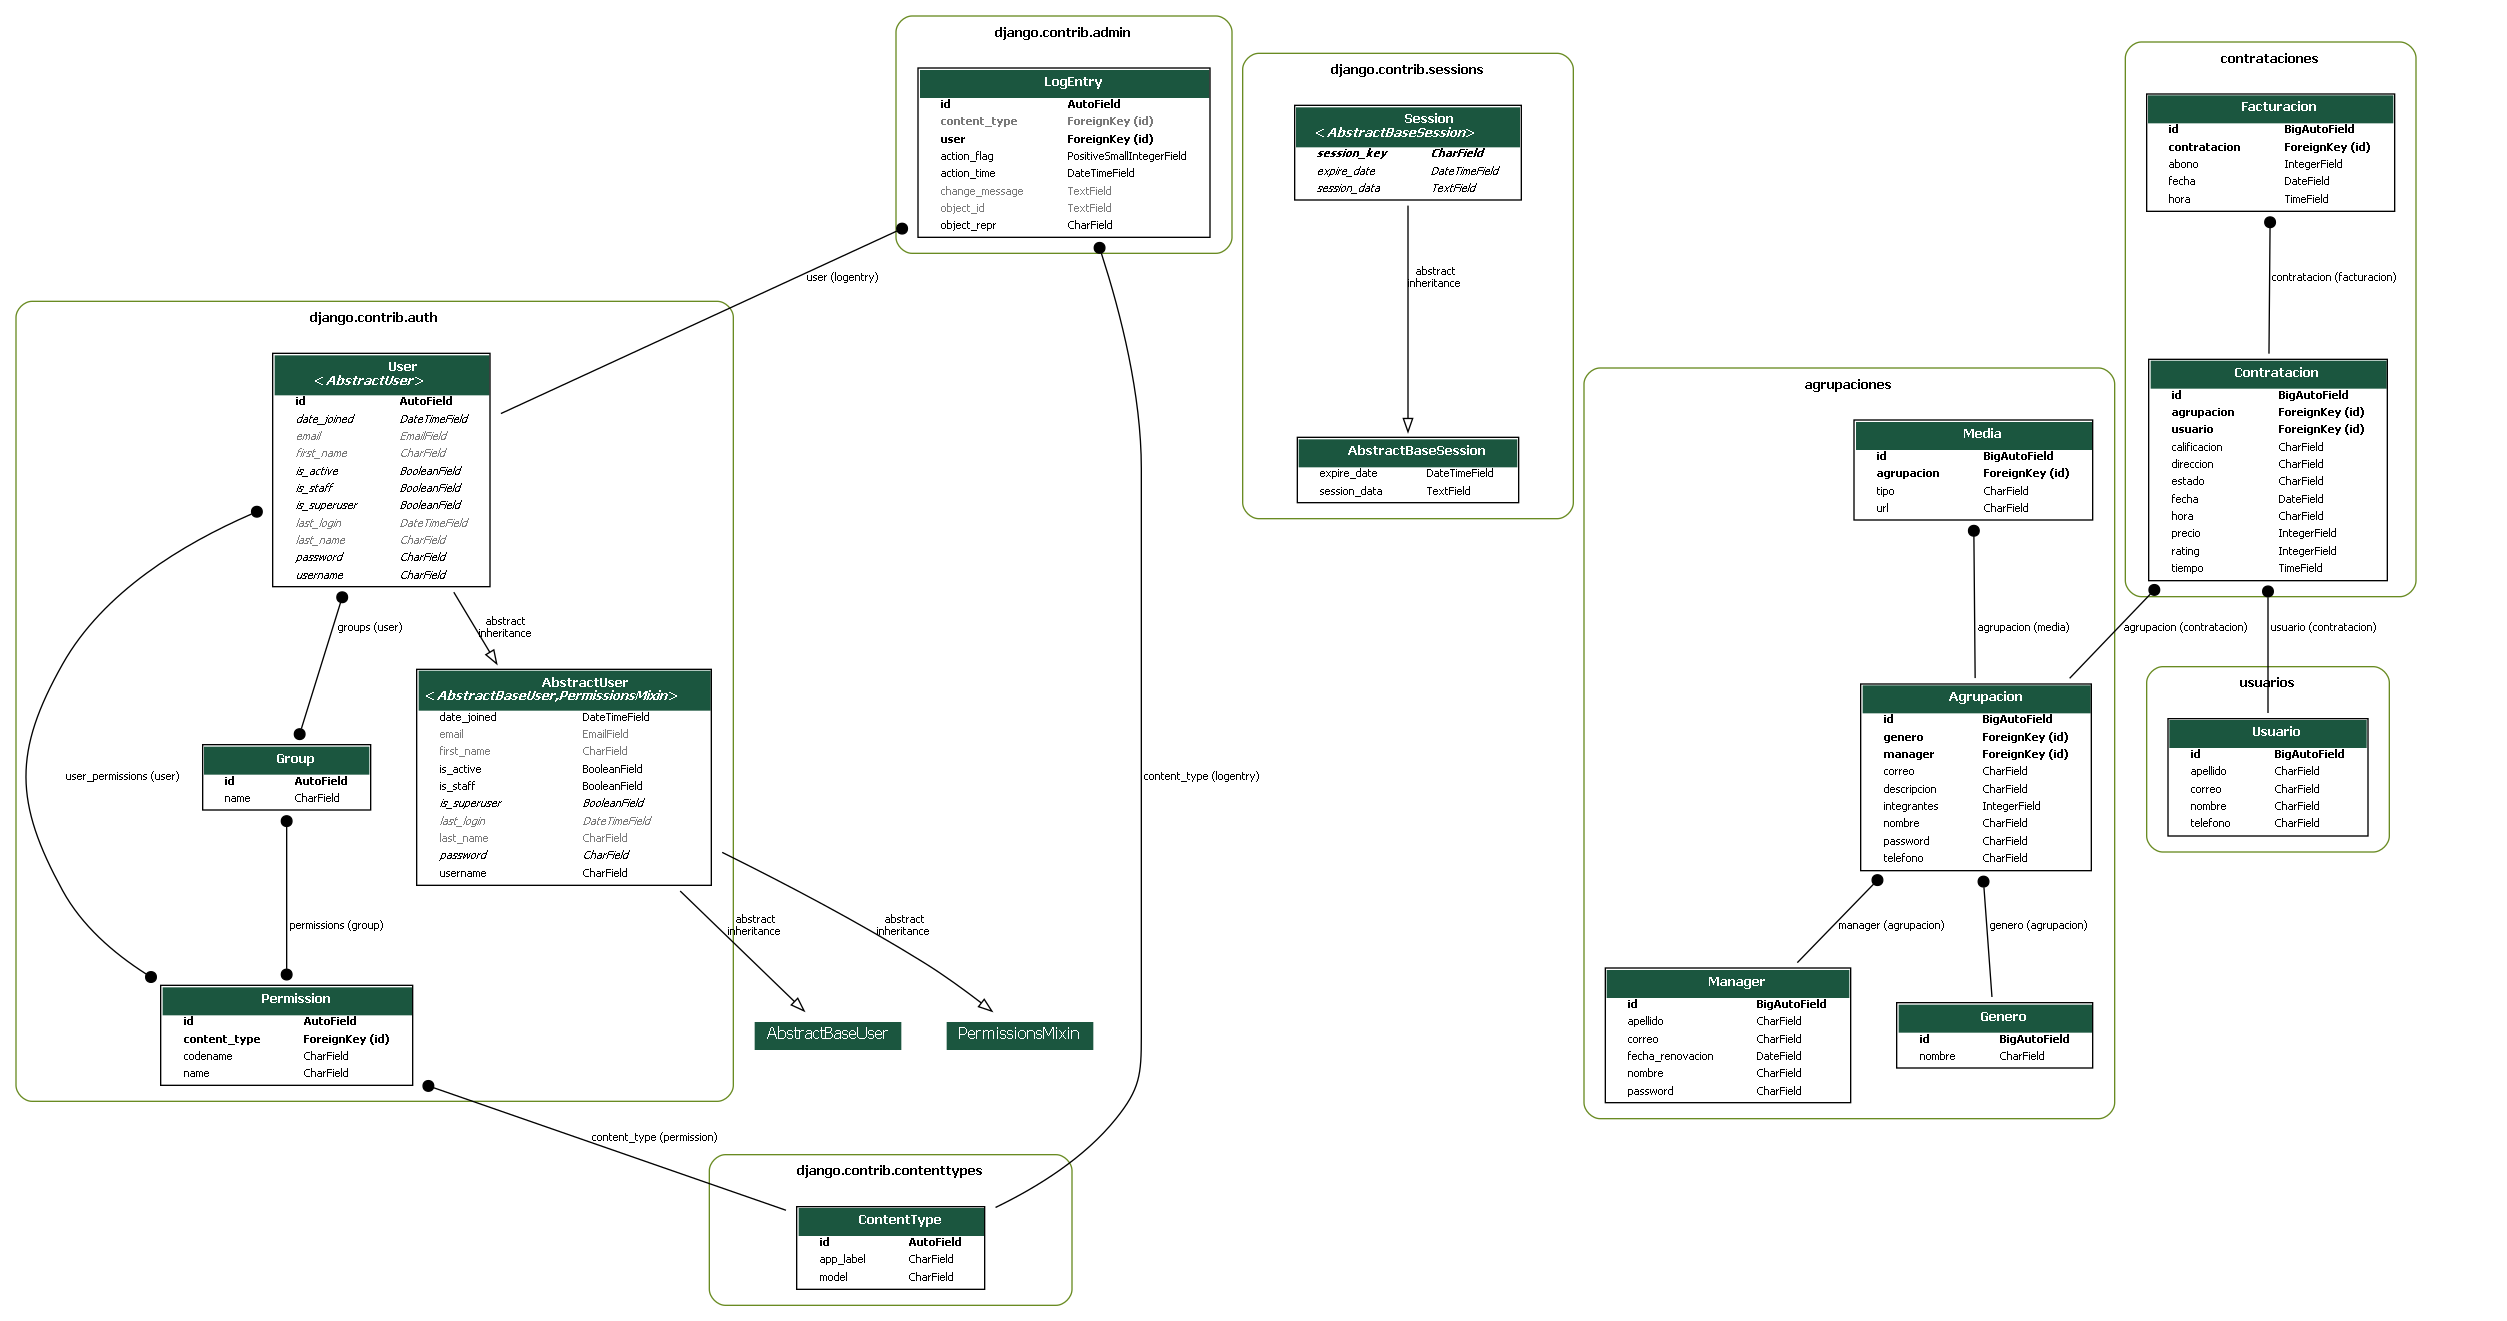 django.contrib.admin
LogEntry
id AutoField
content_type ForeignKey (id)
user ForeignKey (id)
action_flag PositiveSmallIntegerField
action_time DateTimeField
change_message TextField
object_id TextField
object_repr CharField
django.contrib.sessions
Session
<AbstractBaseSession>
session_key CharField
expire_date DateTimeField
session_data TextField
abstract
inheritance
AbstractBaseSession
expire_date DateTimeField
session_data TextField
contrataciones
Facturacion
id BigAutoField
contratacion ForeignKey (id)
abono IntegerField
fecha DateField
hora TimeField
contratacion (facturacion)
Contratacion
id BigAutoField
agrupacion ForeignKey (id)
usuario ForeignKey (id)
calificacion CharField
direccion CharField
estado CharField
fecha DateField
hora CharField
precio IntegerField
rating IntegerField
tiempo TimeField
user (logentry)
django.contrib.auth
User
<AbstractUser>
id AutoField
date_joined DateTimeField
email EmailField
first_name CharField
is_active BooleanField
is_staff BooleanField
is_superuser BooleanField
last_login DateTimeField
last_name CharField
password CharField
username CharField
groups (user)
abstract
inheritance
AbstractUser
<AbstractBaseUser,PermissionsMixin>
date_joined DateTimeField
email EmailField
first_name CharField
is_active BooleanField
is_staff BooleanField
is_superuser BooleanField
last_login DateTimeField
last_name CharField
password CharField
username CharField
Group
id AutoField
name CharField
user_permissions (user)
permissions (group)
abstract
inheritance
abstract
inheritance
Permission
id AutoField
content_type ForeignKey (id)
codename CharField
name CharField
AbstractBaseUser
PermissionsMixin
content_type (logentry)
content_type (permission)
django.contrib.contenttypes
ContentType
id AutoField
app_label CharField
model CharField
agrupaciones
Media
id BigAutoField
agrupacion ForeignKey (id)
tipo CharField
url CharField
agrupacion (media)
agrupacion (contratacion)
usuario (contratacion)
Agrupacion
id BigAutoField
genero ForeignKey (id)
manager ForeignKey (id)
correo CharField
descripcion CharField
integrantes IntegerField
nombre CharField
password CharField
telefono CharField
manager (agrupacion)
genero (agrupacion)
Manager
id BigAutoField
apellido CharField
correo CharField
fecha_renovacion DateField
nombre CharField
password CharField
Genero
id BigAutoField
nombre CharField
usuarios
Usuario
id BigAutoField
apellido CharField
correo CharField
nombre CharField
telefono CharField